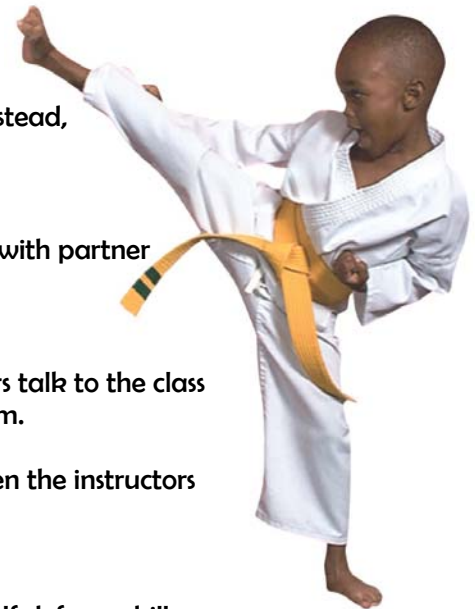 stead,
with partner
s talk to the class
m.
en the instructors